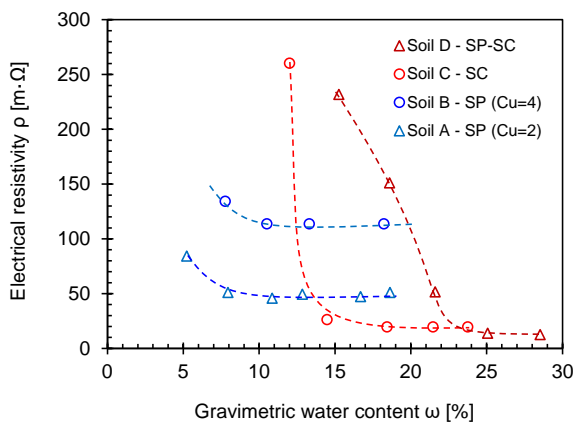 300
250
200
150
100
50
0
Electrical resistivity ρ [m·Ω]
Soil D - SP-SC
Soil C - SC
Soil B - SP (Cu=4)
Soil A - SP (Cu=2)
0 5 10 15 20 25 30
Gravimetric water content ω [%]